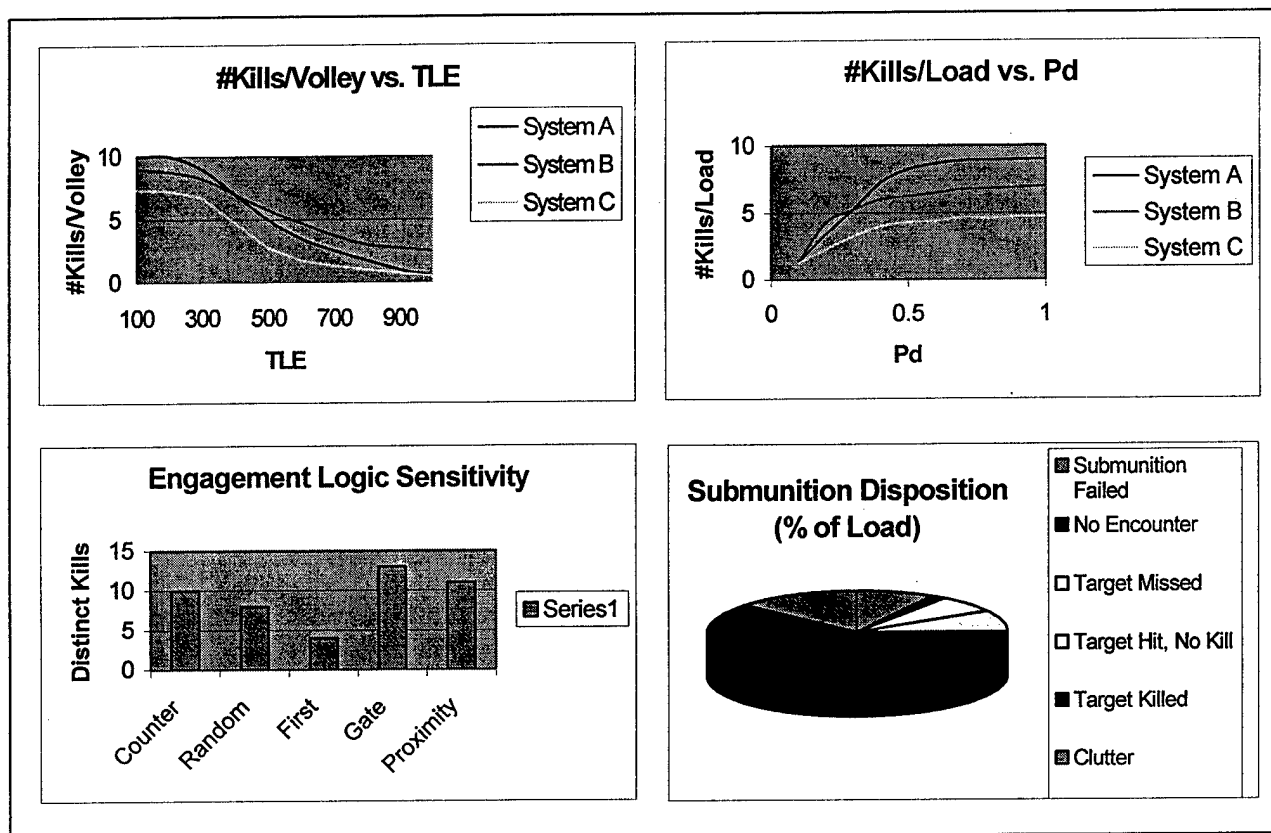 #Kills/Volley vs. TLE
#Kills/Volley
10
5
0
100 300 500 700 900
TLE
System A
System B
System C
#Kills/Load vs. Pd
#Kills/Load
10
5
0
0 0.5 1
Pd
System A
System B
System C
Engagement Logic Sensitivity
Distinct Kills
15
10
5
0
Counter
Random
First
Gate
Proximity
Series1
Submunition Disposition
(% of Load)
Submunition
Failed
No Encounter
Target Missed
Target Hit, No Kill
Target Killed
Clutter